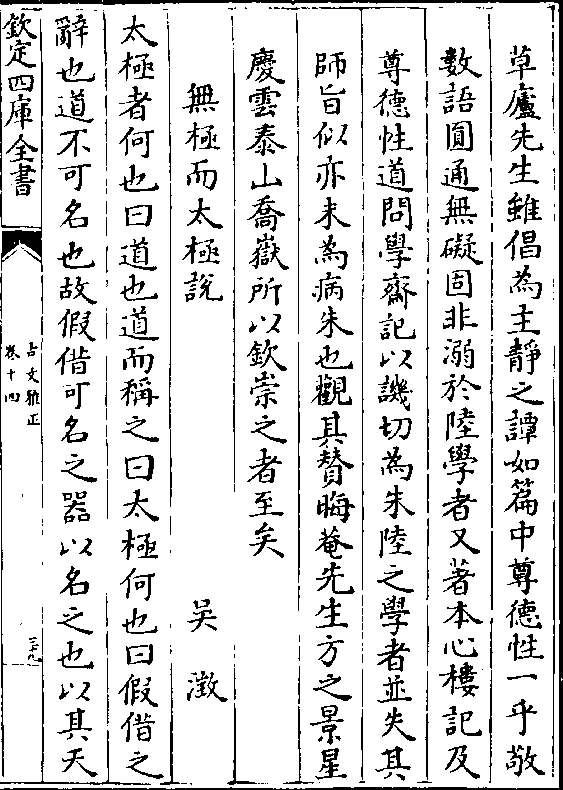 草廬先生雖倡為主靜之譚如篇中尊德性一乎敬
數語圓通無礙固非溺於陸學者又著本心樓記及
尊德性道問學齋記以譏切為朱陸之學者並失其
師旨似亦未為病朱也觀其贊晦菴先生方之景星
慶雲泰山喬嶽所以欽崇之者至矣
無極而太極說 吳澂
太極者何也曰道也道而稱之曰太極何也曰假借之
辭也道不可名也故假借可名之器以名之也以其天
欽定四庫全書
古文雅正
卷十四
三十九